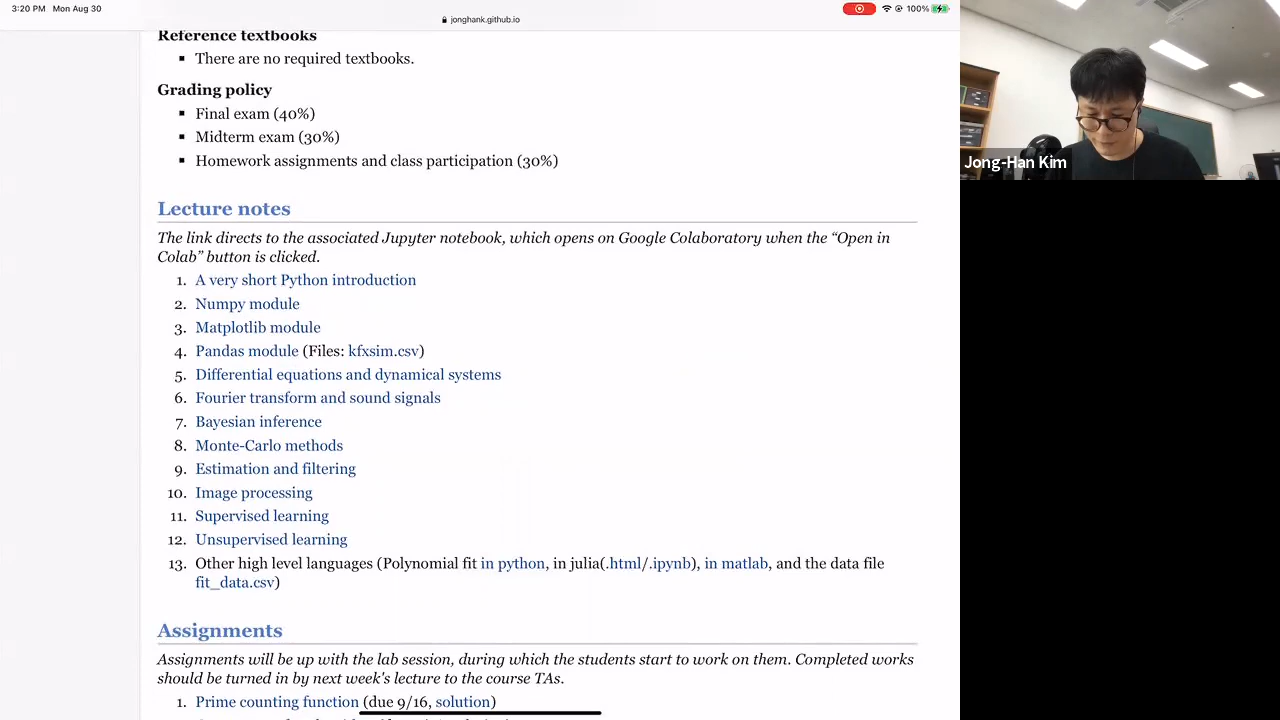 3:20 PM Mon Aug 30
100%
jonghank.github.io
Reference textbooks
There are no required textbooks.
Grading policy
Final exam (40%)
Midterm exam (30%)
Homework assignments and class participation (30%)
Lecture notes
The link directs to the associated Jupyter notebook, which opens on Google Colaboratory when the “Open in
Colab” button is clicked.
1. A very short Python introduction
2. Numpy module
3. Matplotlib module
4. Pandas module (Files: kfxsim.csv)
5. Differential equations and dynamical systems
6. Fourier transform and sound signals
7. Bayesian inference
8. Monte-Carlo methods
9. Estimation and filtering
10. Image processing
11. Supervised learning
12. Unsupervised learning
13. Other high level languages (Polynomial fit in python, in julia(.html/.ipynb), in matlab, and the data file
fit_data.csv)
Assignments
Assignments will be up with the lab session, during which the students start to work on them. Completed works
should be turned in by next week's lecture to the course TAs.
1. Prime counting function (due 9/16, solution)
Jong-Han Kim